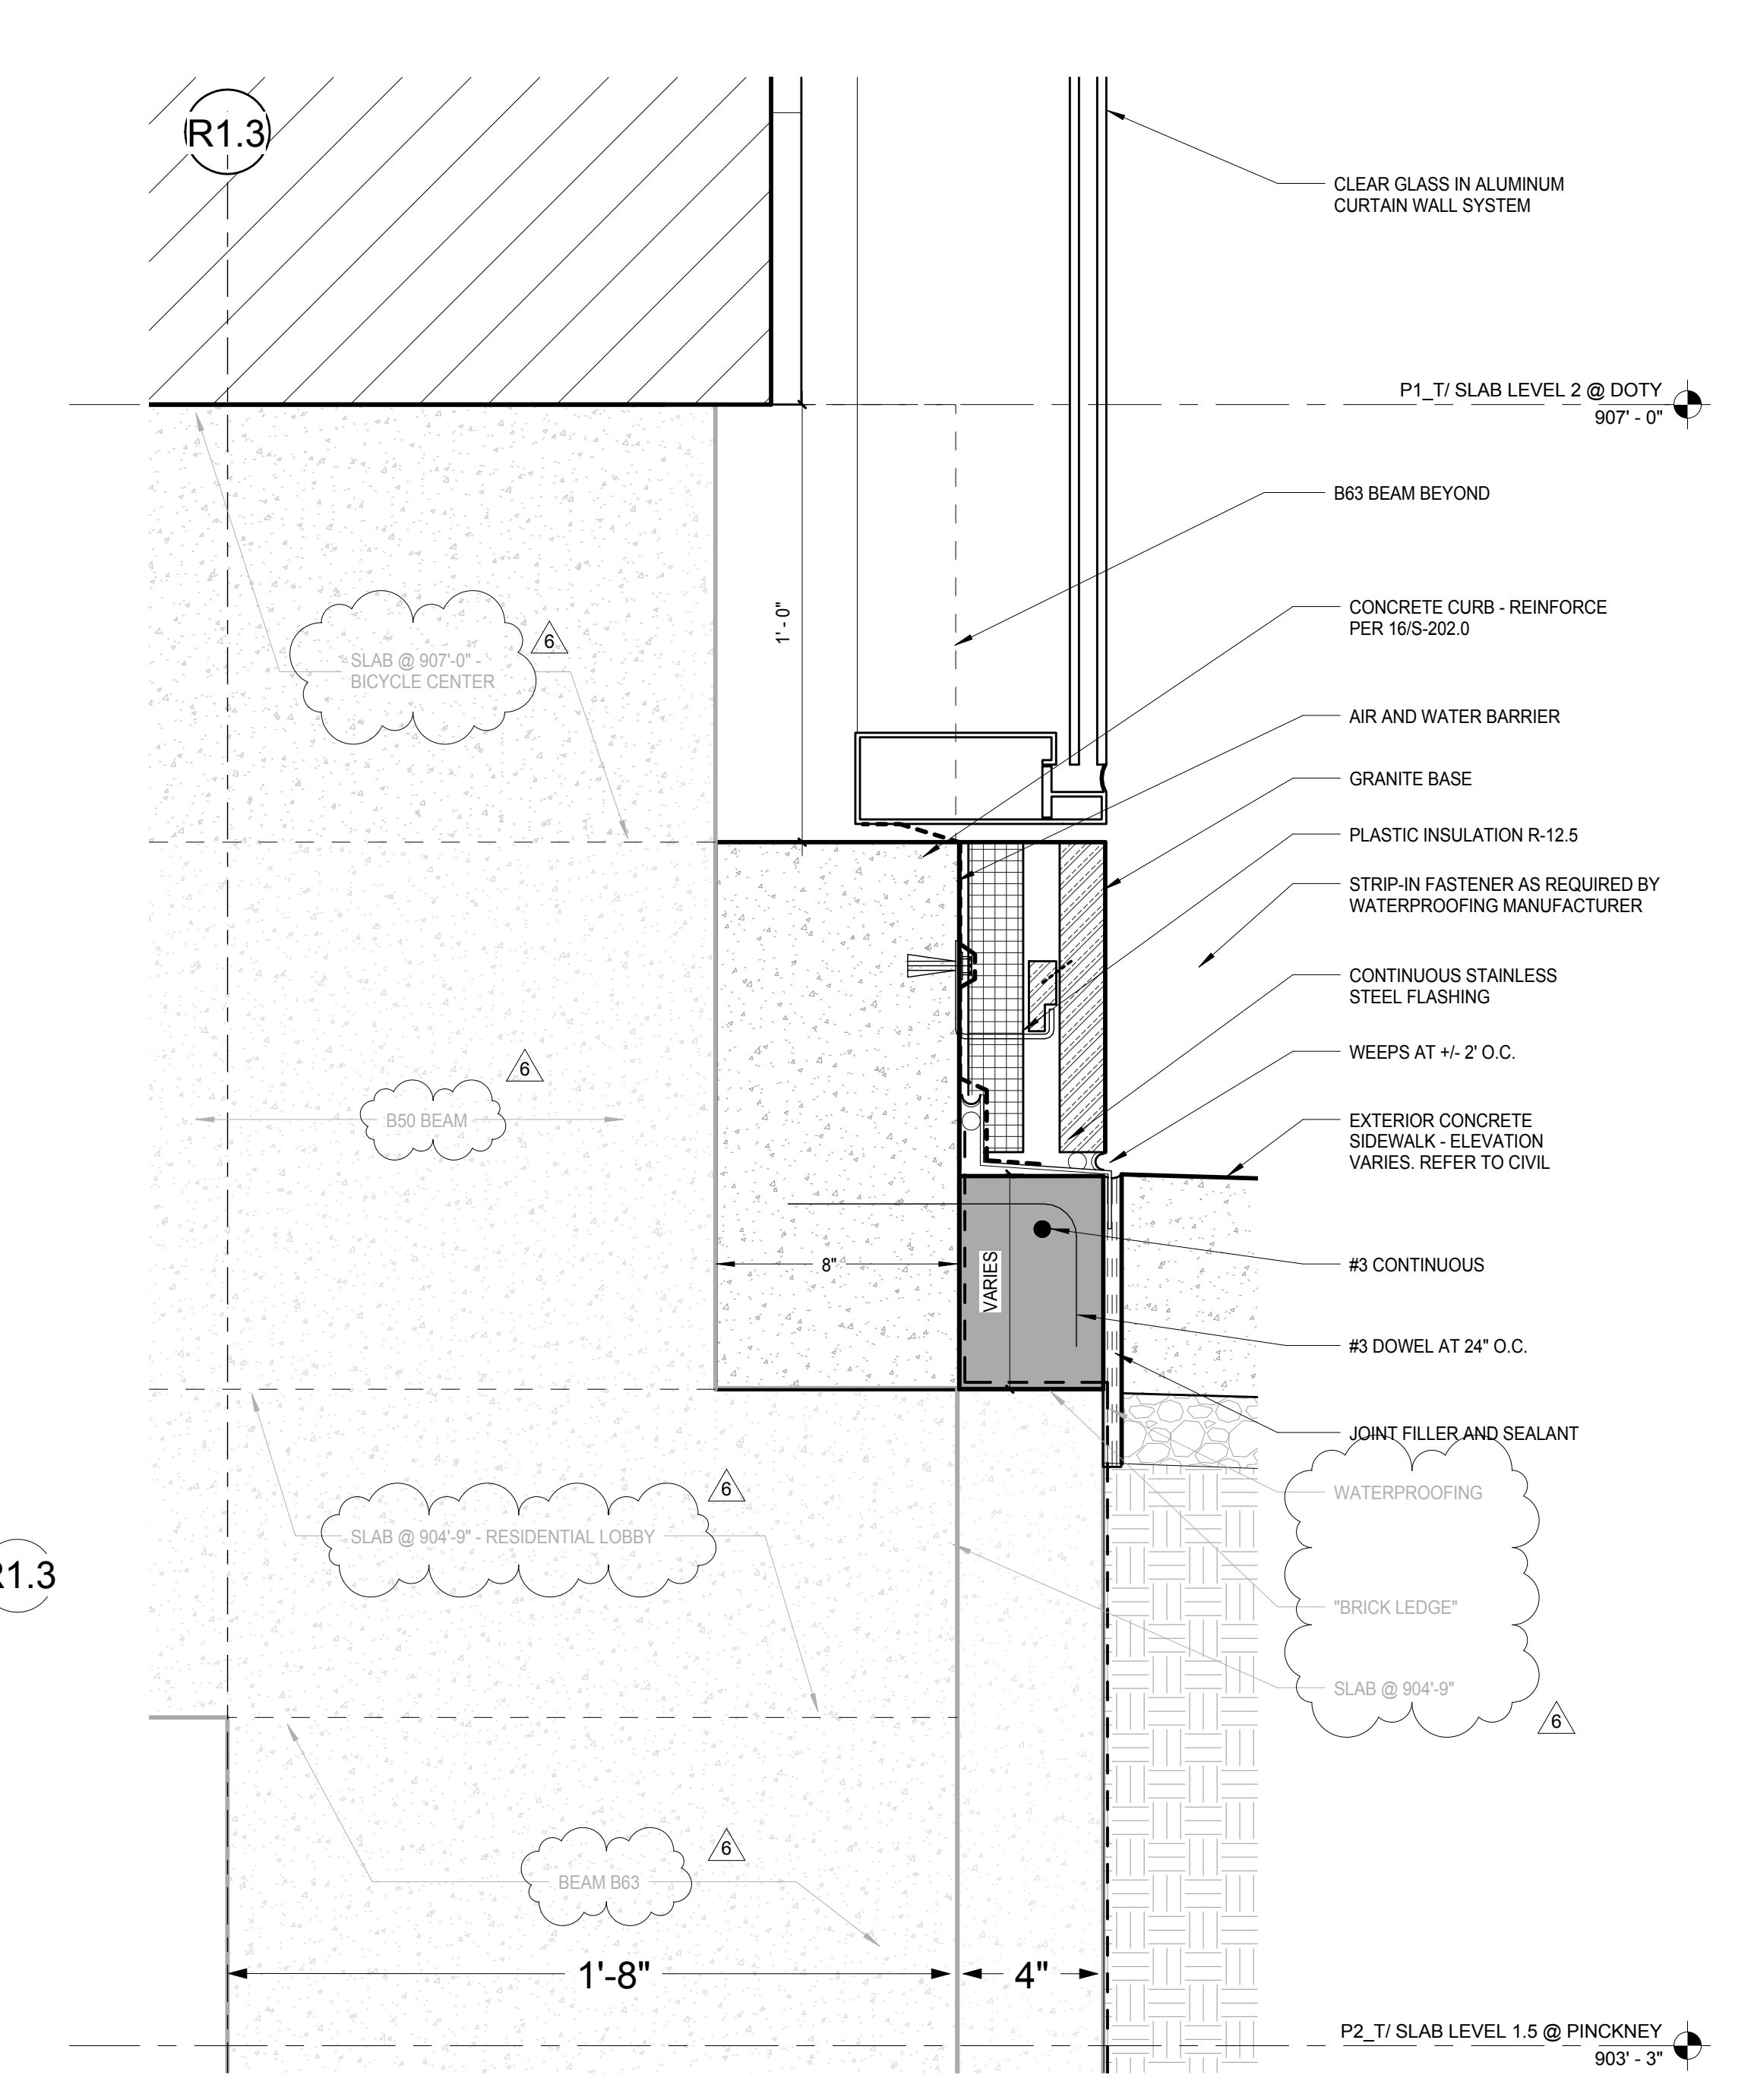 R1.3
CLEAR GLASS IN ALUMINUM
CURTAIN WALL SYSTEM
P1_T/ SLAB LEVEL 2 @ DOTY
907' - 0"
B63 BEAM BEYOND
1' - 0"
CONCRETE CURB - REINFORCE
PER 16/S-202.0
6
SLAB @ 907'-0" -
BICYCLE CENTER
AIR AND WATER BARRIER
GRANITE BASE
PLASTIC INSULATION R-12.5
STRIP-IN FASTENER AS REQUIRED BY
WATERPROOFING MANUFACTURER
CONTINUOUS STAINLESS
STEEL FLASHING
WEEPS AT +/- 2' O.C.
6
B50 BEAM
EXTERIOR CONCRETE
SIDEWALK - ELEVATION
VARIES. REFER TO CIVIL
8"
VARIES
#3 CONTINUOUS
#3 DOWEL AT 24" O.C.
JOINT FILLER AND SEALANT
6
WATERPROOFING
SLAB @ 904'-9" - RESIDENTIAL LOBBY
R1.3
"BRICK LEDGE"
SLAB @ 904'-9"
6
6
BEAM B63
1'-8"
4"
P2_T/ SLAB LEVEL 1.5 @ PINCKNEY
903' - 3"